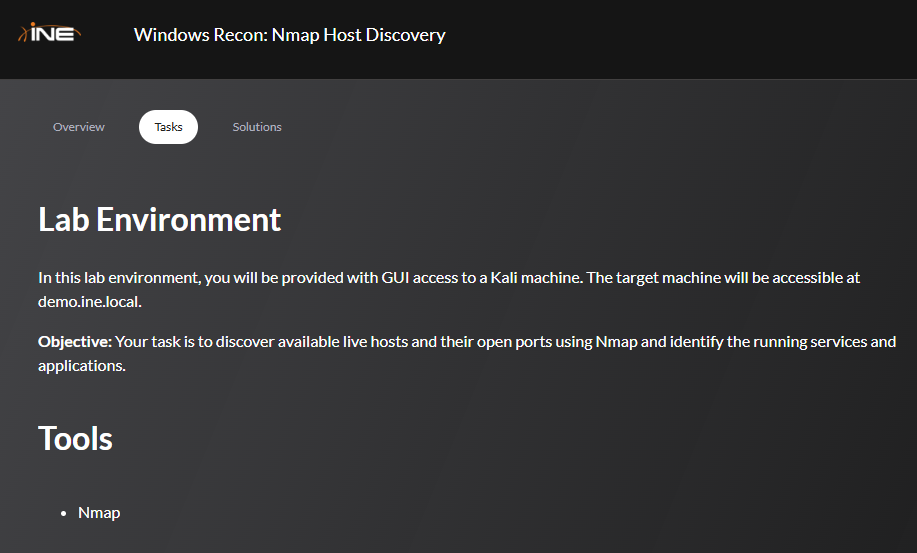 iNE
Windows Recon: Nmap Host Discovery
Overview
Tasks
Solutions
Lab Environment
In this lab environment, you will be provided with GUI access to a Kali machine. The target machine will be accessible at
demo.ine.local.
Objective: Your task is to discover available live hosts and their open ports using Nmap and identify the running services and
applications.
Tools
• Nmap